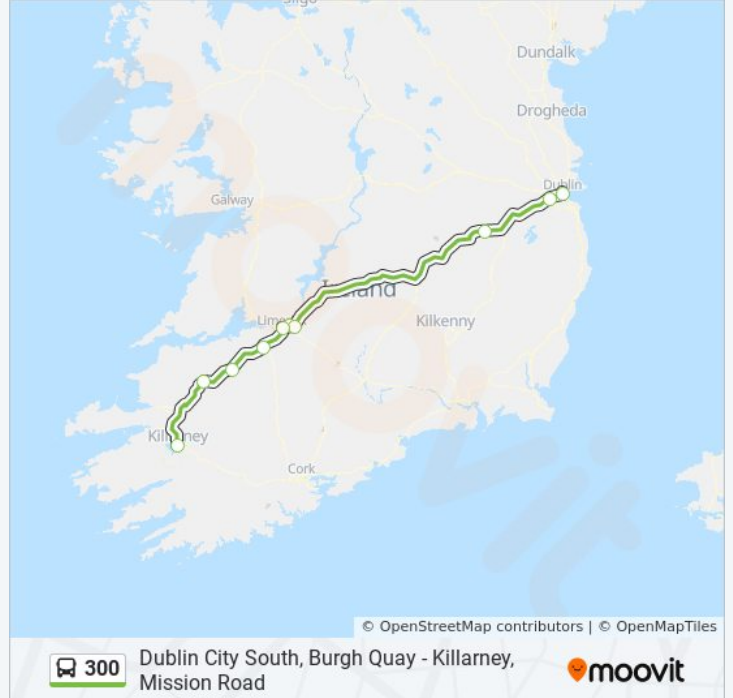 Sligo
Dundalk
Drogheda
Dublin
Galway
Ireland
Kilkenny
Killarney
Cork
© OpenStreetMap contributors | © OpenMapTiles
300
Dublin City South, Burgh Quay - Killarney,
Mission Road
moovit